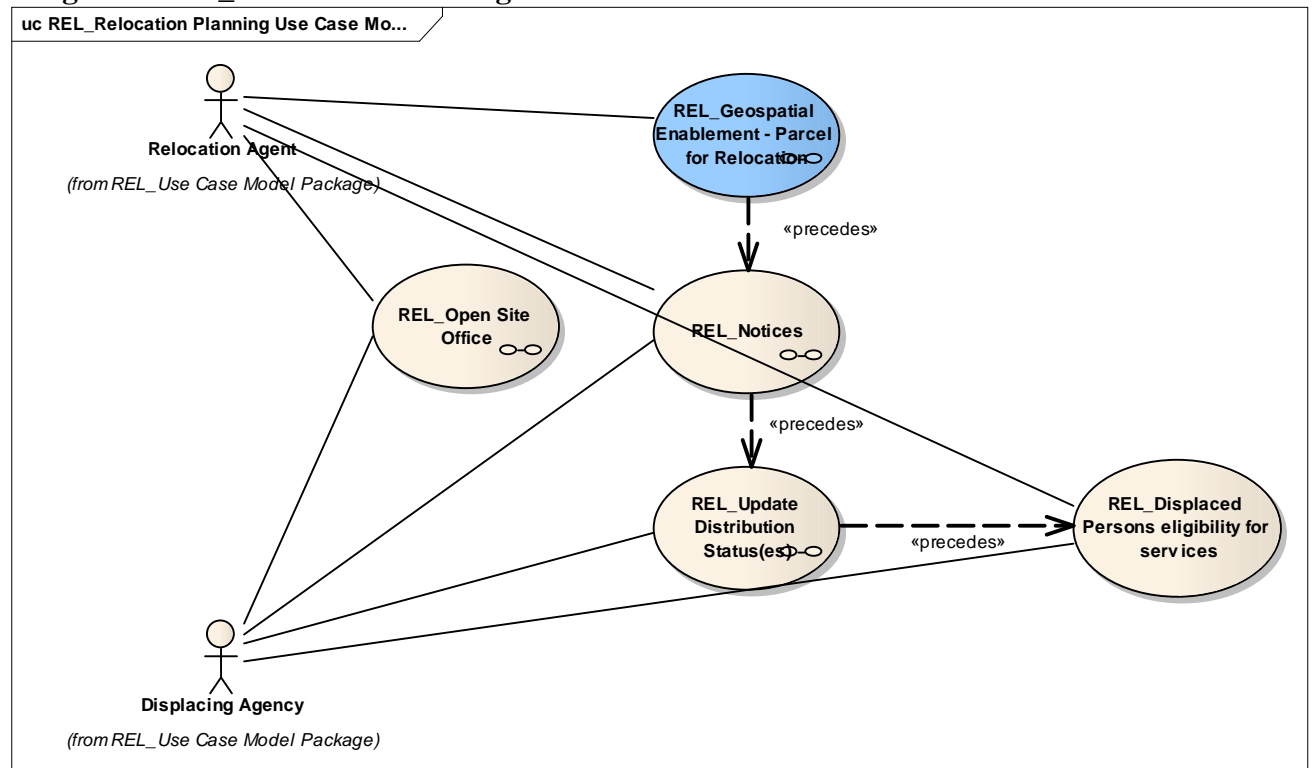 uc REL_Relocation Planning Use Case Mo...
Relocation Agent
(from REL_Use Case Model Package)
REL_Geospatial
Enablement - Parcel
for Relocation
«precedes»
REL_Open Site
Office
REL_Notices
«precedes»
REL_Update
Distribution
Status(es)
«precedes»
REL_Displaced
Persons eligibility for
services
Displacing Agency
(from REL_Use Case Model Package)